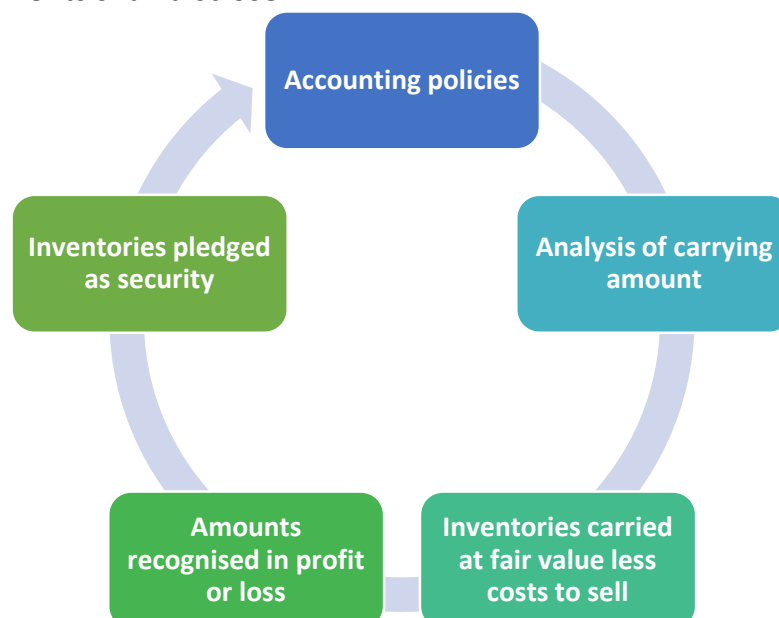 Accounting policies
Analysis of carrying
amount
Inventories carried
at fair value less
costs to sell
Amounts
recognised in profit
or loss
Inventories pledged
as security